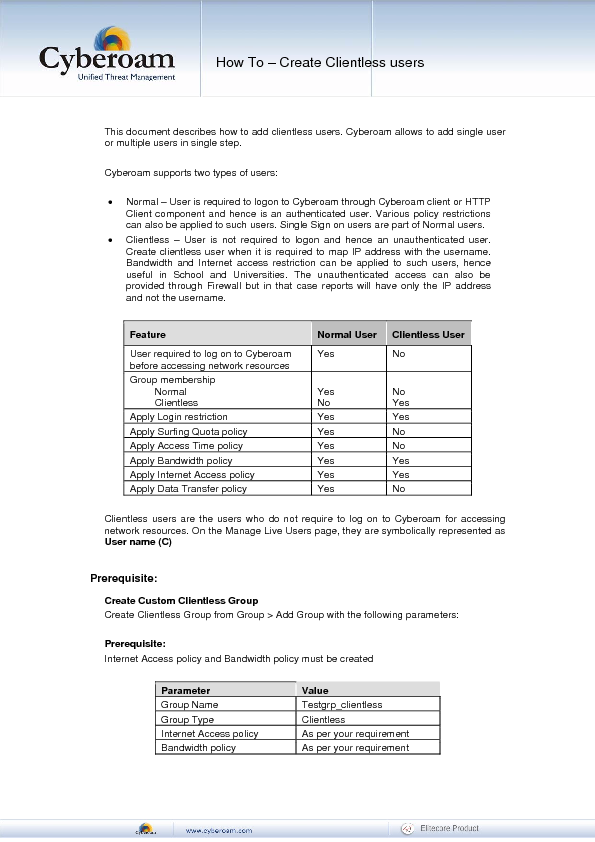 Cyberoam
Unified Threat Management
How To – Create Clientless users
This document describes how to add clientless users. Cyberoam allows to add single user
or multiple users in single step.
Cyberoam supports two types of users:
• Normal – User is required to logon to Cyberoam through Cyberoam client or HTTP
Client component and hence is an authenticated user. Various policy restrictions
can also be applied to such users. Single Sign on users are part of Normal users.
• Clientless – User is not required to logon and hence an unauthenticated user.
Create clientless user when it is required to map IP address with the username.
Bandwidth and Internet access restriction can be applied to such users, hence
useful in School and Universities. The unauthenticated access can also be
provided through Firewall but in that case reports will have only the IP address
and not the username.
Feature Normal User Clientless User
User required to log on to Cyberoam Yes No
before accessing network resources
Group membership
Normal Yes No
Clientless No Yes
Apply Login restriction Yes Yes
Apply Surfing Quota policy Yes No
Apply Access Time policy Yes No
Apply Bandwidth policy Yes Yes
Apply Internet Access policy Yes Yes
Apply Data Transfer policy Yes No
Clientless users are the users who do not require to log on to Cyberoam for accessing
network resources. On the Manage Live Users page, they are symbolically represented as
User name (C)
Prerequisite:
Create Custom Clientless Group
Create Clientless Group from Group > Add Group with the following parameters:
Prerequisite:
Internet Access policy and Bandwidth policy must be created
Parameter Value
Group Name Testgrp_clientless
Group Type Clientless
Internet Access policy As per your requirement
Bandwidth policy As per your requirement
Cyberoam www.cyberoam.com Elitecore Product